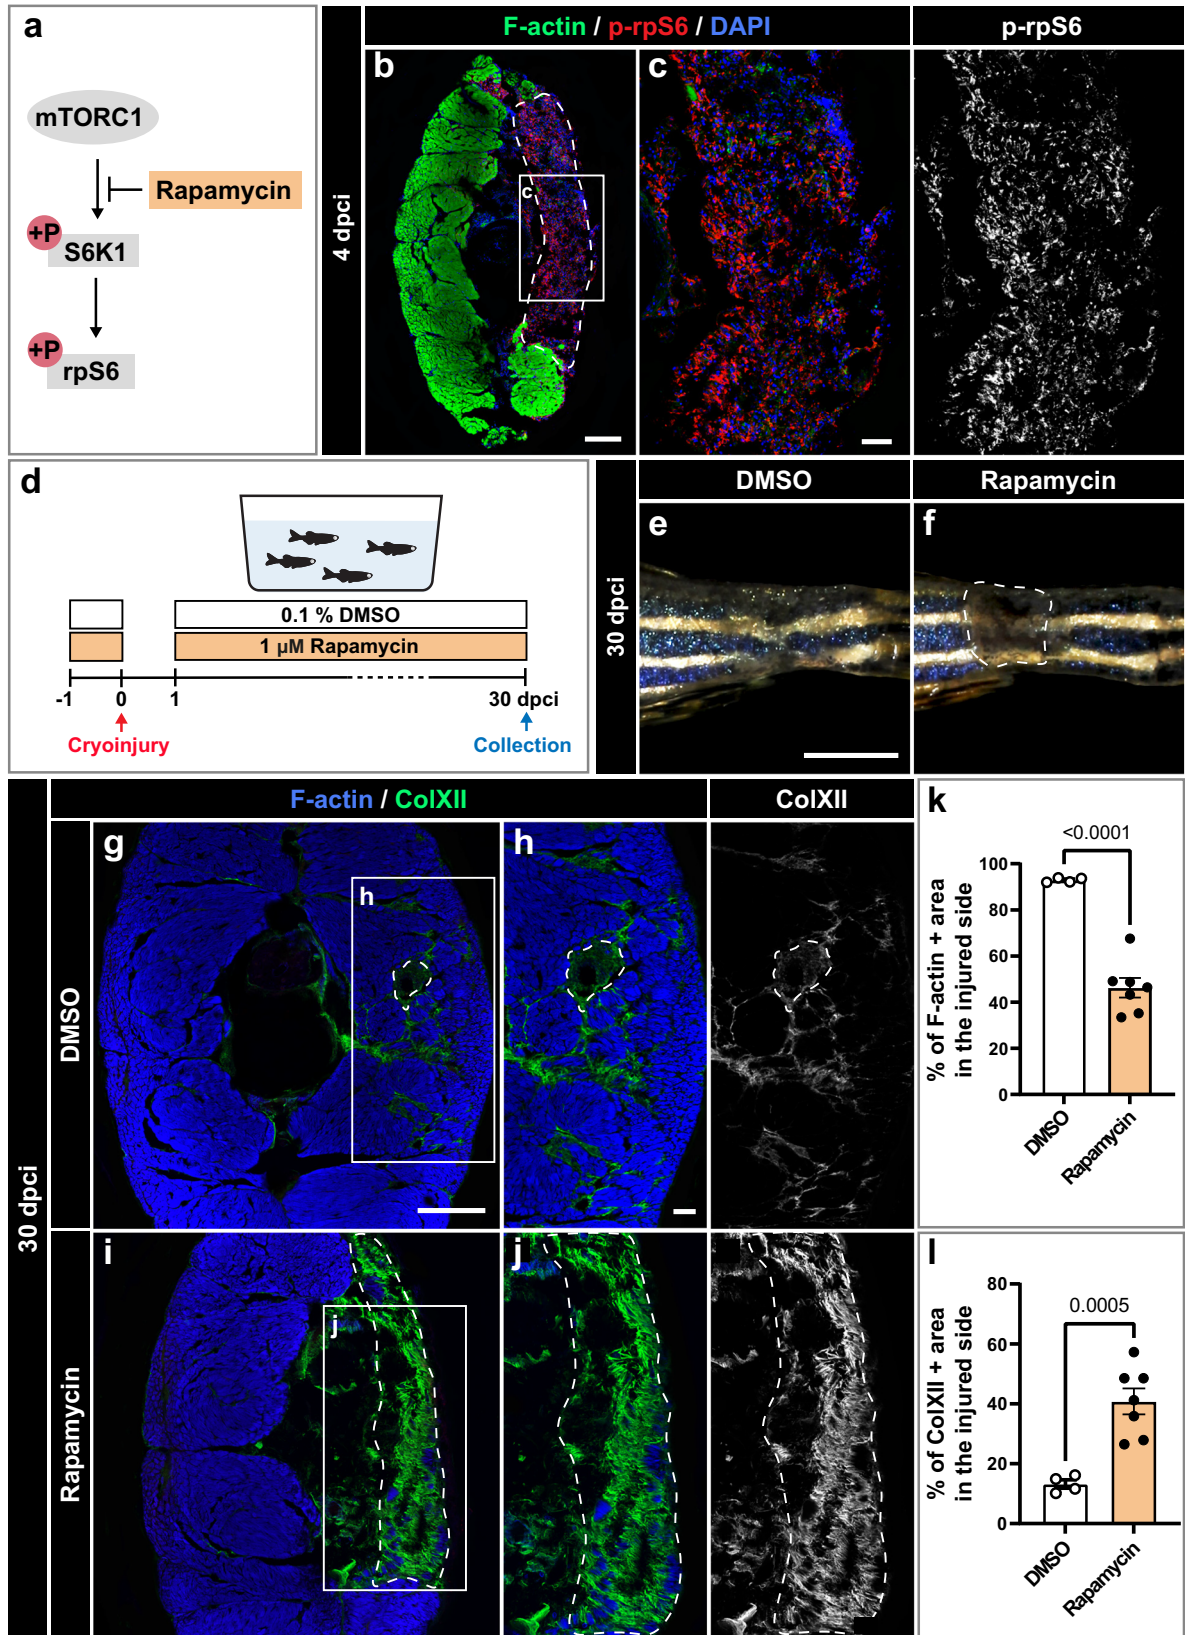 a
mTORC1
Rapamycin
+P
S6K1
+P
rpS6
F-actin / p-rpS6 / DAPI
p-rpS6
4 dpci
b
c
c
d
0.1 % DMSO
1 µM Rapamycin
-1
0
1
30 dpci
Cryoinjury
Collection
DMSO
Rapamycin
30 dpci
e
f
F-actin / ColXII
ColXII
30 dpci
DMSO
g
h
h
Rapamycin
i
j
j
k
<0.0001
% of F-actin + area
in the injured side
100
80
60
40
20
0
DMSO
Rapamycin
l
0.0005
% of ColXII + area
in the injured side
80
60
40
20
0
DMSO
Rapamycin